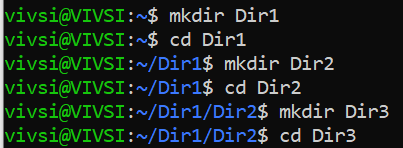 vivsi@VIVSI:~$ mkdir Dir1
vivsi@VIVSI:~$ cd Dir1
vivsi@VIVSI:~/Dir1$ mkdir Dir2
vivsi@VIVSI:~/Dir1$ cd Dir2
vivsi@VIVSI:~/Dir1/Dir2$ mkdir Dir3
vivsi@VIVSI:~/Dir1/Dir2$ cd Dir3